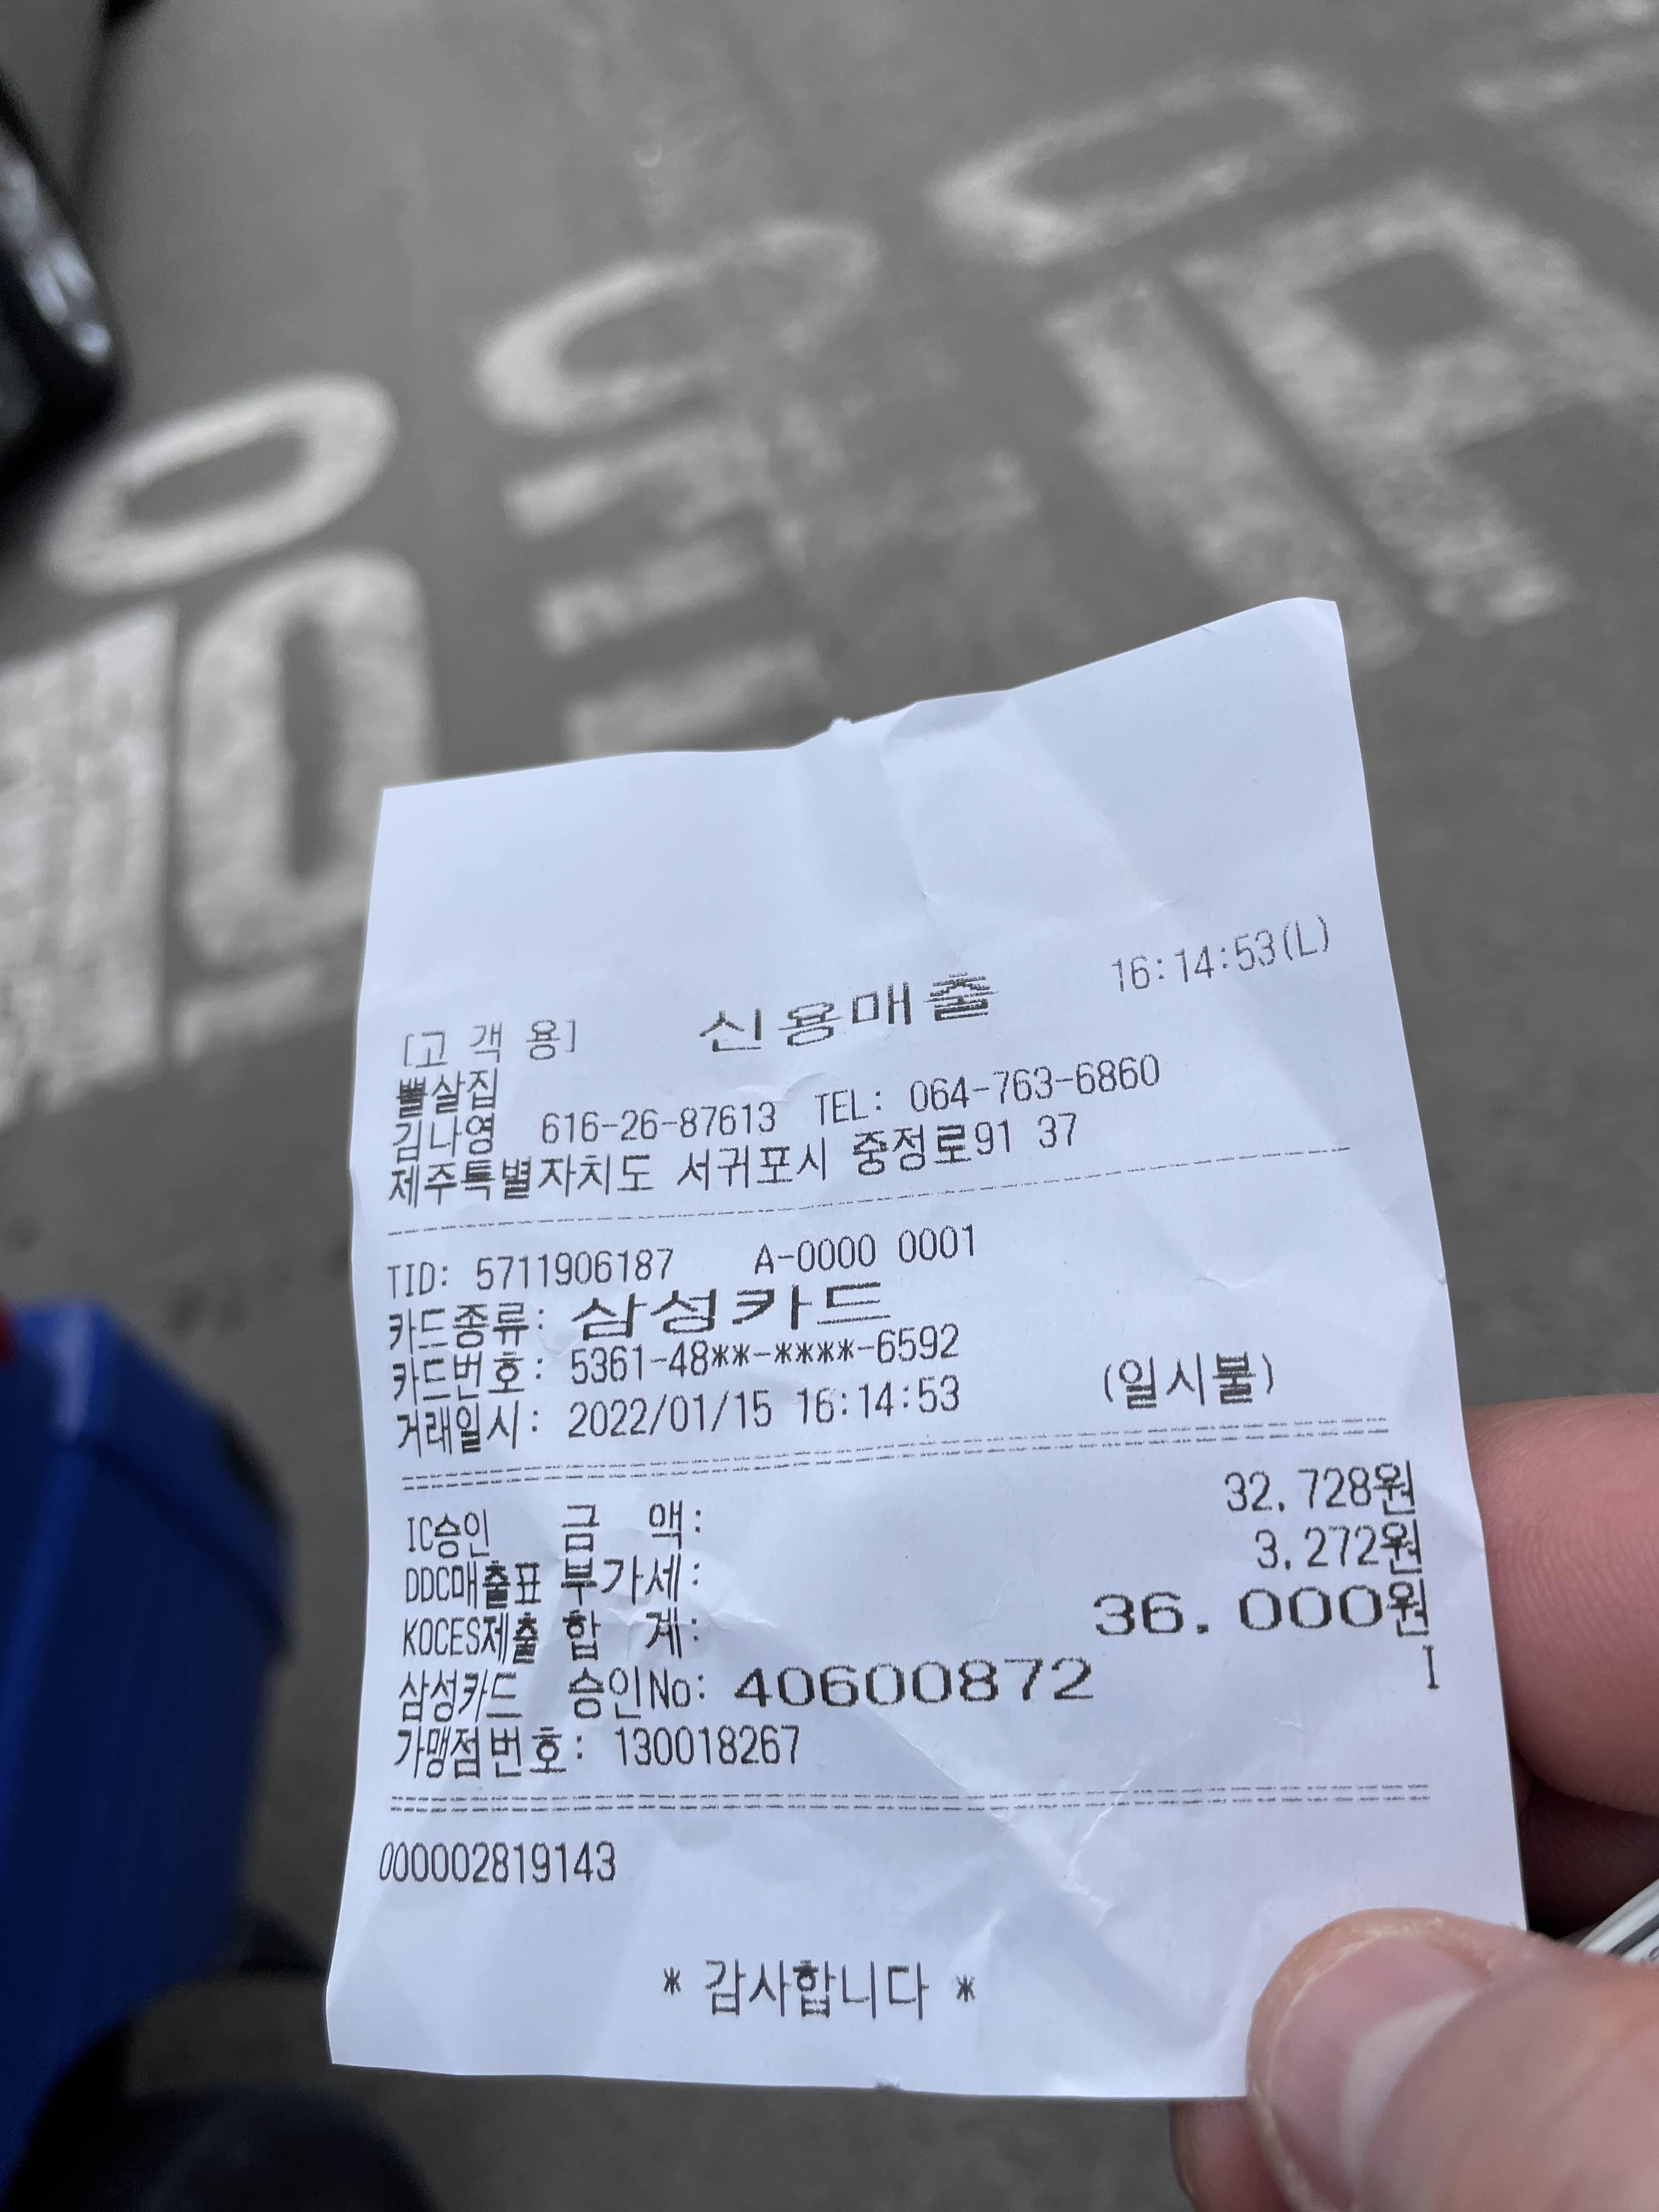 16:14:53(L)
[고 객 용] 신용매출
뽈살집
김나영 616-26-87613 TEL: 064-763-6860
제주특별자치도 서귀포시 중정로91 37
TID: 5711906187 A-0000 0001
카드종류: 삼성카드
카드번호: 5361-48**-****-6592
거래일시: 2022/01/15 16:14:53 (일시불)
IC승인 금 액: 32,728원
DDC매출표 부가세: 3,272원
KOCES제출 합 계: 36,000원
삼성카드 승인No: 40600872 I
가맹점번호: 130018267
000002819143
* 감사합니다 *